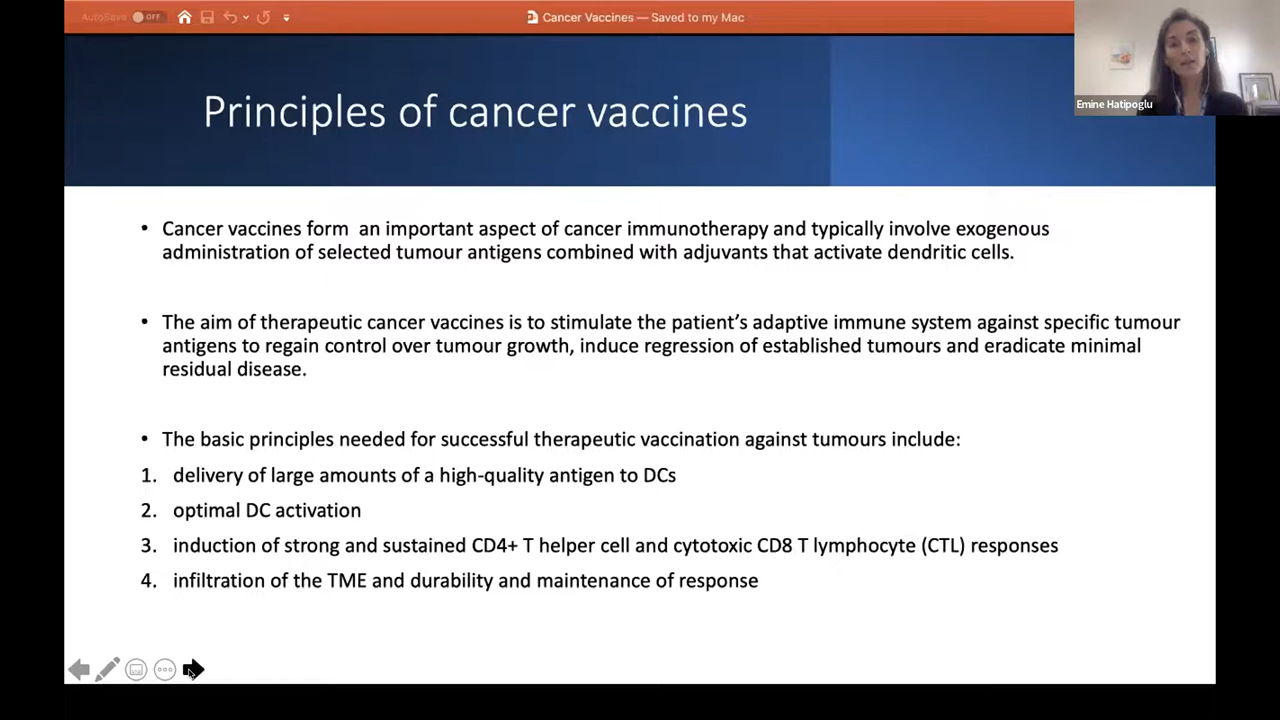 AutoSave OFF
Cancer Vaccines — Saved to my Mac
Emine Hatipoglu
Principles of cancer vaccines
• Cancer vaccines form an important aspect of cancer immunotherapy and typically involve exogenous
administration of selected tumour antigens combined with adjuvants that activate dendritic cells.
• The aim of therapeutic cancer vaccines is to stimulate the patient’s adaptive immune system against specific tumour
antigens to regain control over tumour growth, induce regression of established tumours and eradicate minimal
residual disease.
• The basic principles needed for successful therapeutic vaccination against tumours include:
1. delivery of large amounts of a high-quality antigen to DCs
2. optimal DC activation
3. induction of strong and sustained CD4+ T helper cell and cytotoxic CD8 T lymphocyte (CTL) responses
4. infiltration of the TME and durability and maintenance of response